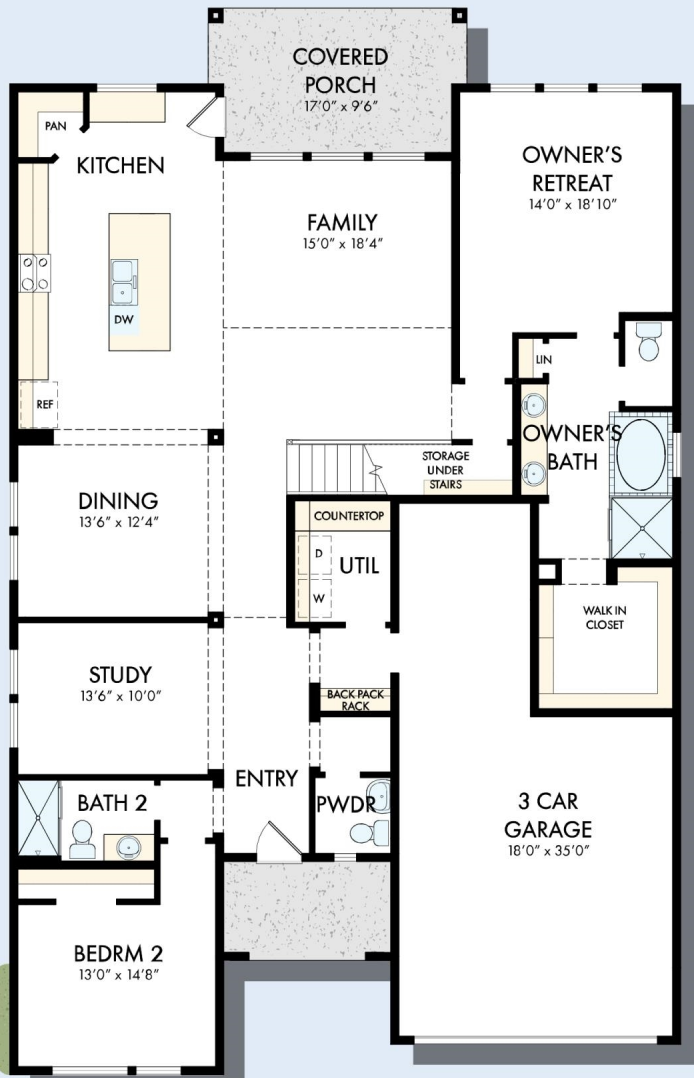 COVERED
PORCH
17'0" x 9'6"
PAN
KITCHEN
OWNER'S
RETREAT
14'0" x 18'10"
FAMILY
15'0" x 18'4"
DW
LIN
REF
OWNER'S
BATH
STORAGE
UNDER
STAIRS
DINING
13'6" x 12'4"
COUNTERTOP
D
UTIL
W
WALK IN
CLOSET
STUDY
13'6" x 10'0"
BACK PACK
RACK
ENTRY
BATH 2
PWDR
3 CAR
GARAGE
18'0" x 35'0"
BEDRM 2
13'0" x 14'8"